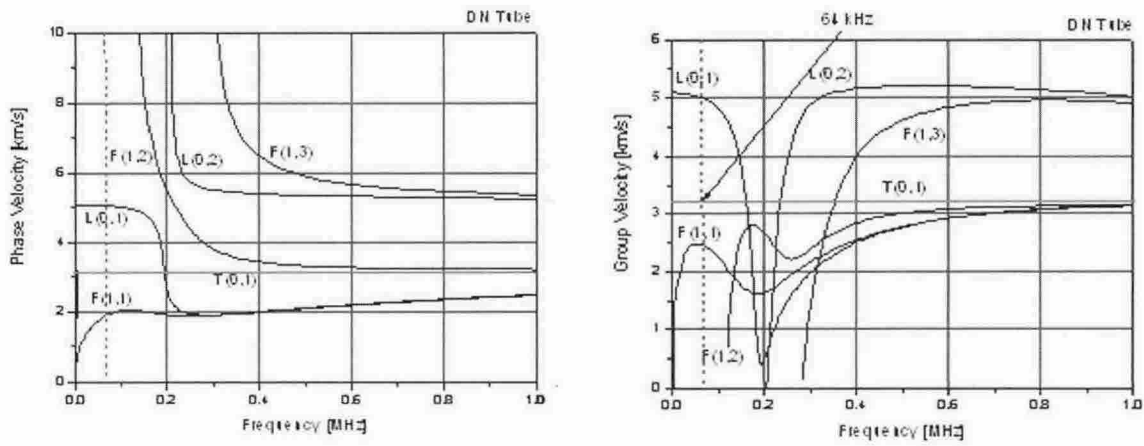 DN Tube
10
8
6
4
2
0
0.0 0.2 0.4 0.6 0.8 1.0
Phase Velocity [km/s]
Frequency [MHz]
F(1,2)
L(0,2)
F(1,3)
L(0,1)
T(0,1)
F(1,1)
64 kHz
DN Tube
6
5
4
3
2
1
0
0.0 0.2 0.4 0.6 0.8 1.0
Group Velocity [km/s]
Frequency [MHz]
L(0,1)
L(0,2)
F(1,3)
T(0,1)
F(1,1)
F(1,2)